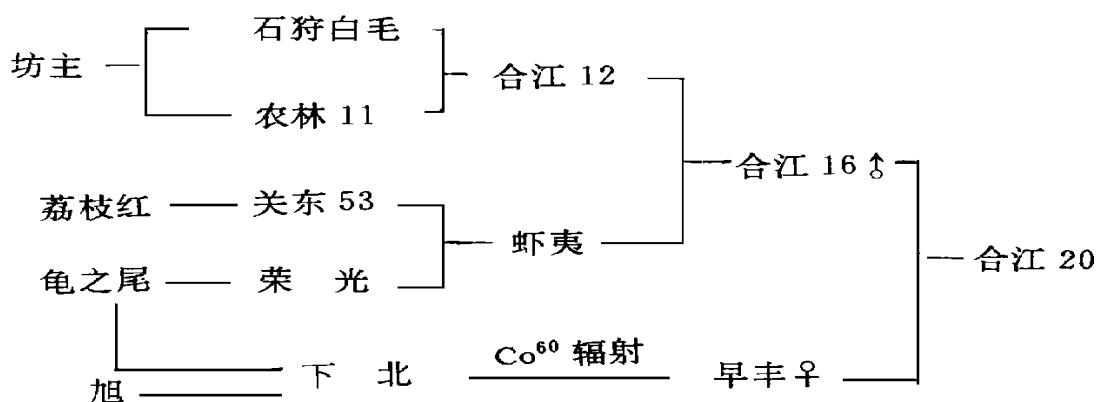 石狩白毛
坊主
合江 12
农林 11
合江 16 ♂
荔枝红
关东 53
虾夷
合江 20
龟之尾
荣 光
Co⁶⁰ 辐射
下 北
早丰♀
旭